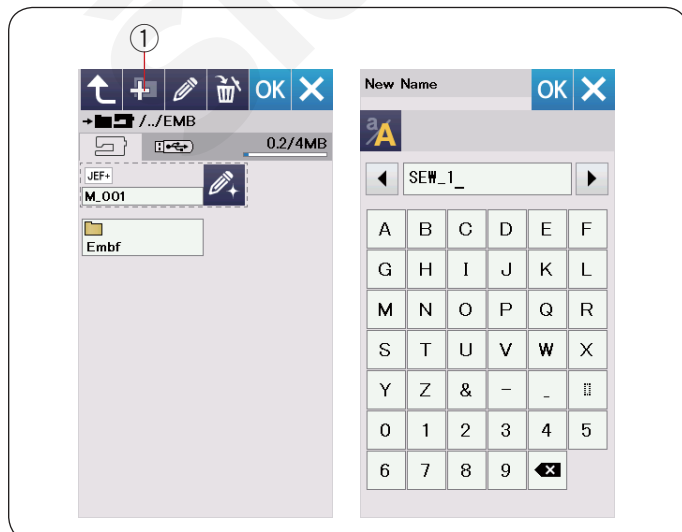 1
OK
/../EMB
0.2/4MB
JEF+
M_001
Embf
New Name
OK
a/A
SEW_1_
A B C D E F
G H I J K L
M N O P Q R
S T U V W X
Y Z & - _
0 1 2 3 4 5
6 7 8 9